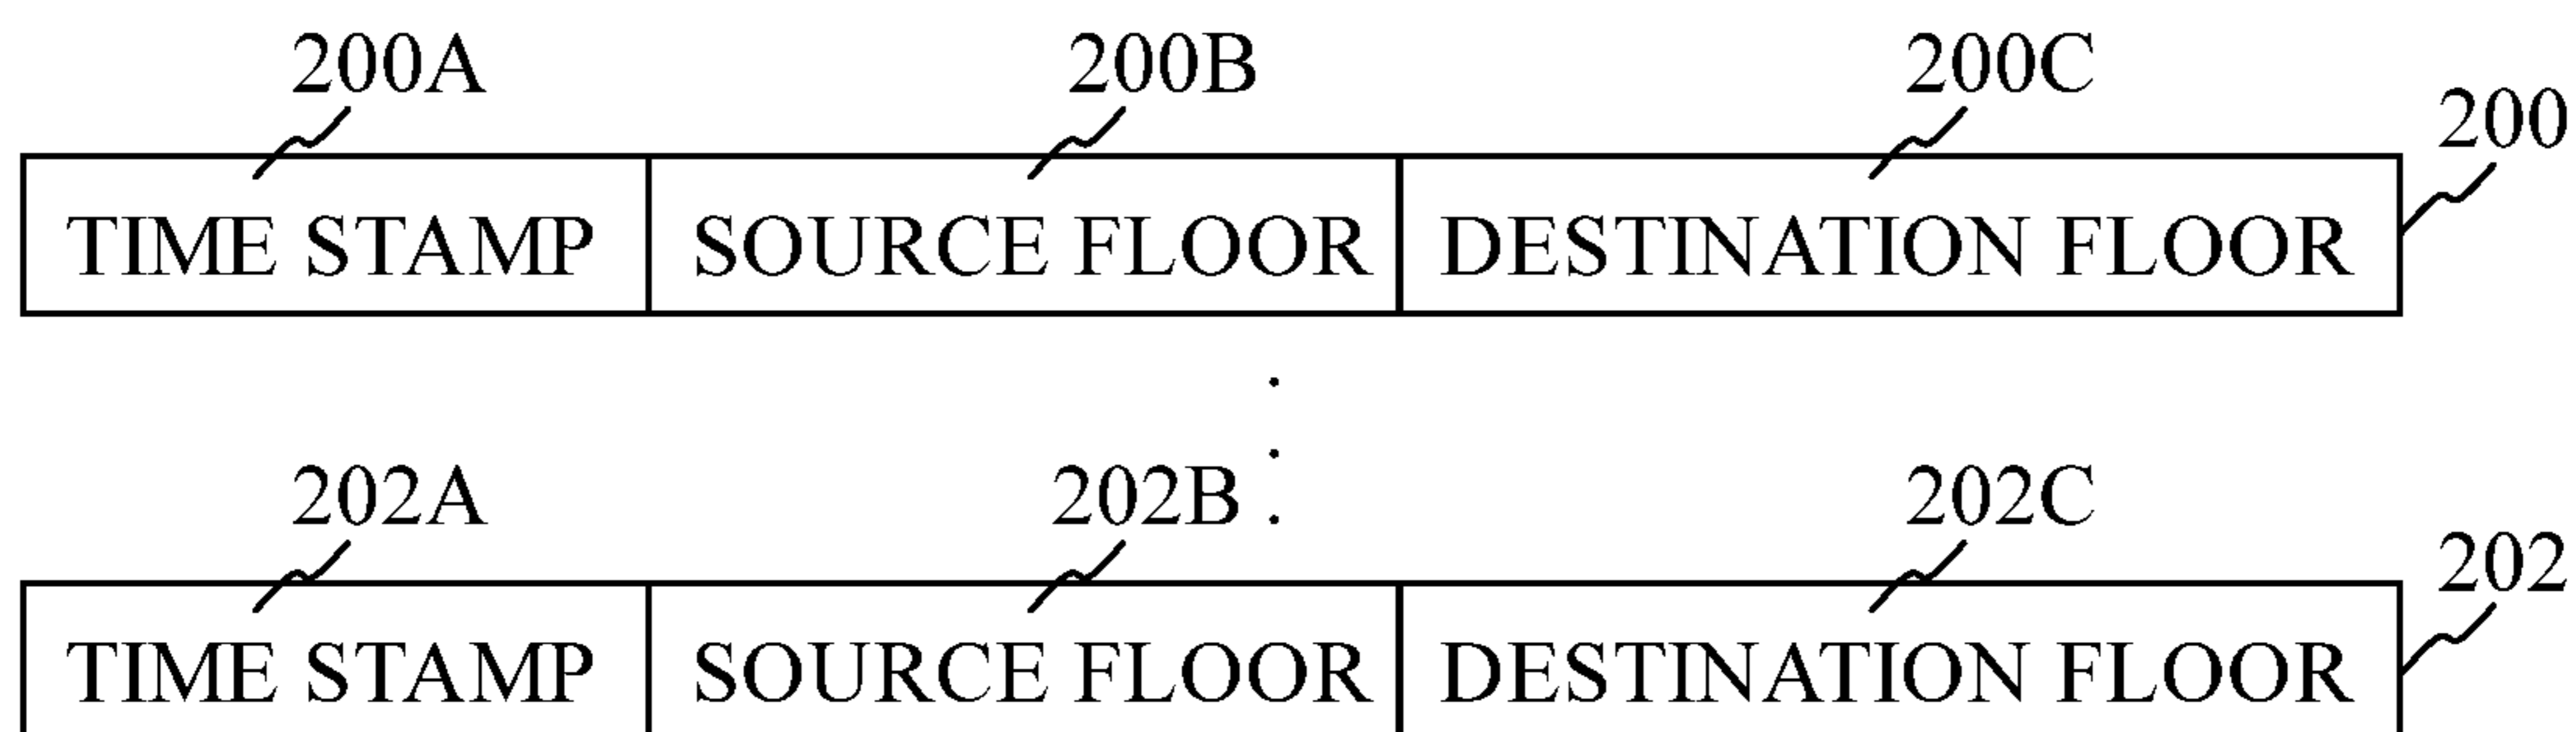 200A 200B 200C
200
TIME STAMP SOURCE FLOOR DESTINATION FLOOR
202A 202B 202C
202
TIME STAMP SOURCE FLOOR DESTINATION FLOOR